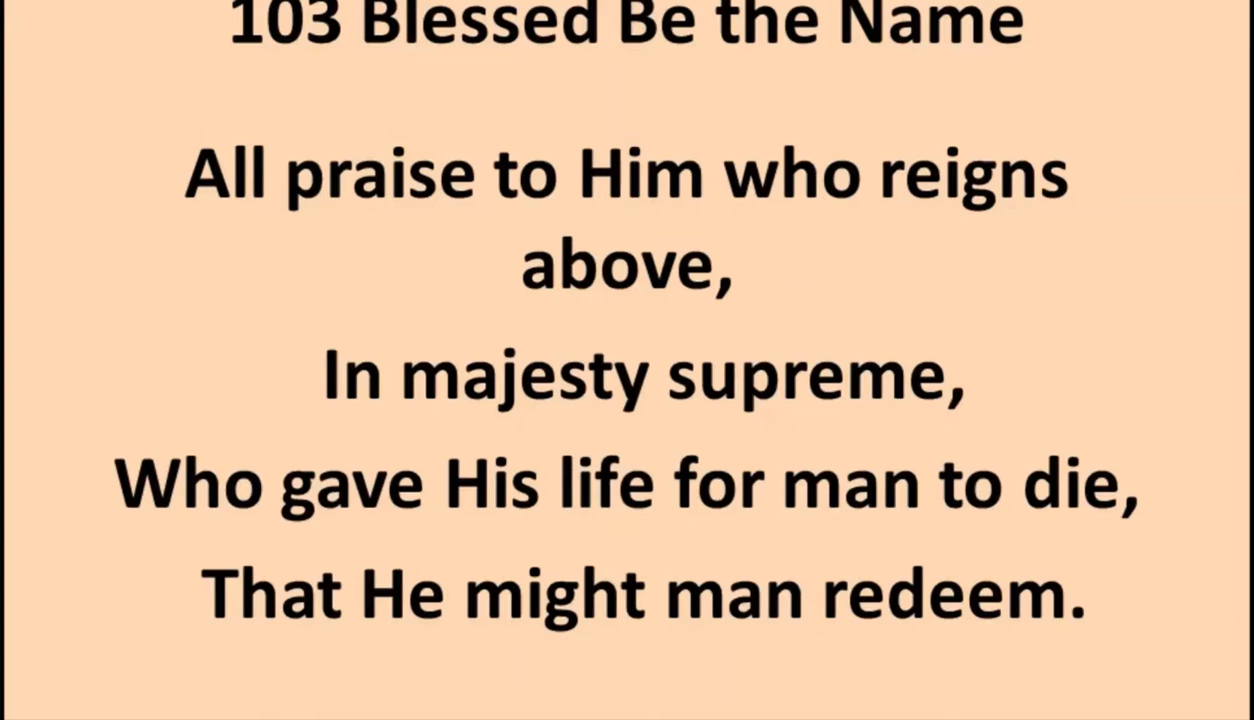 103 Blessed Be the Name
All praise to Him who reigns
above,
In majesty supreme,
Who gave His life for man to die,
That He might man redeem.